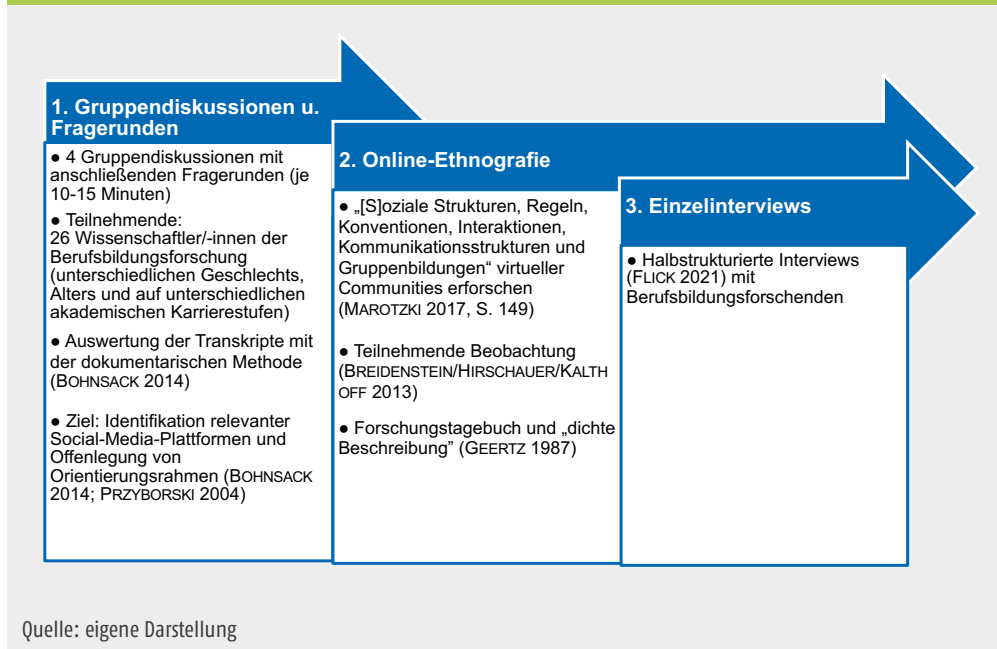 1. Gruppendiskussionen u.
Fragerunden
● 4 Gruppendiskussionen mit
anschließenden Fragerunden (je
10-15 Minuten)
● Teilnehmende:
26 Wissenschaftler/-innen der
Berufsbildungsforschung
(unterschiedlichen Geschlechts,
Alters und auf unterschiedlichen
akademischen Karrierestufen)
● Auswertung der Transkripte mit
der dokumentarischen Methode
(BOHNSACK 2014)
● Ziel: Identifikation relevanter
Social-Media-Plattformen und
Offenlegung von
Orientierungsrahmen (BOHNSACK
2014; PRZYBORSKI 2004)
2. Online-Ethnografie
● „[S]oziale Strukturen, Regeln,
Konventionen, Interaktionen,
Kommunikationsstrukturen und
Gruppenbildungen“ virtueller
Communities erforschen
(MAROTZKI 2017, S. 149)
● Teilnehmende Beobachtung
(BREIDENSTEIN/HIRSCHAUER/KALTH
OFF 2013)
● Forschungstagebuch und „dichte
Beschreibung” (GEERTZ 1987)
3. Einzelinterviews
● Halbstrukturierte Interviews
(FLICK 2021) mit
Berufsbildungsforschenden
Quelle: eigene Darstellung